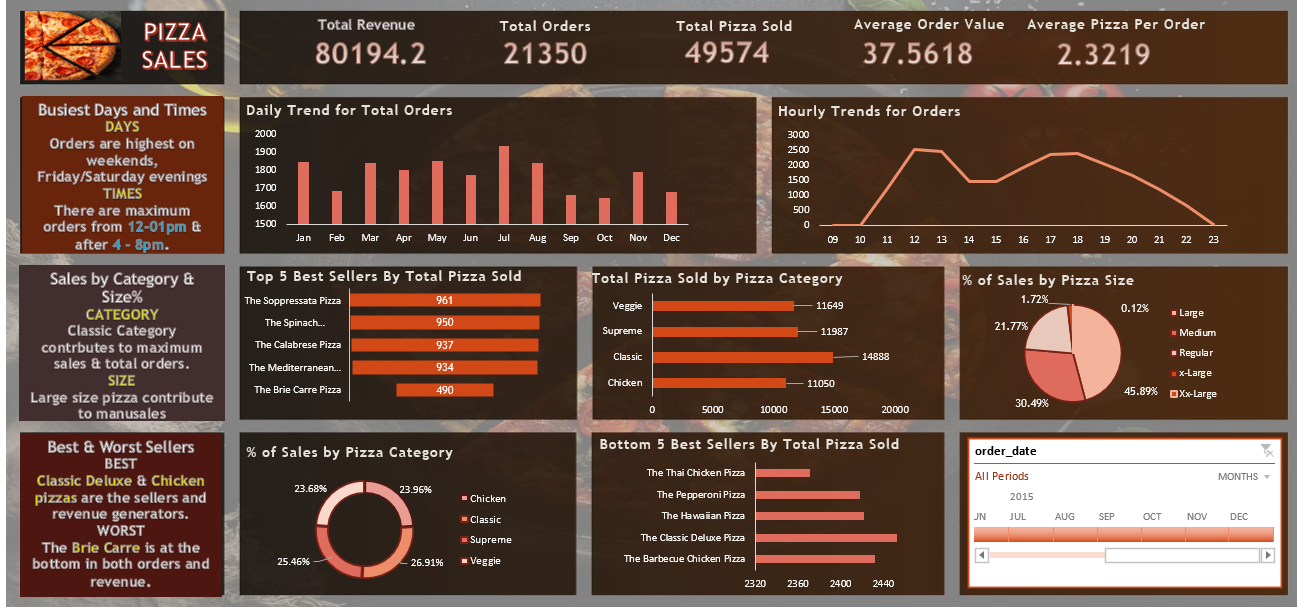 PIZZA
SALES
Total Revenue
80194.2
Total Orders
21350
Total Pizza Sold
49574
Average Order Value
37.5618
Average Pizza Per Order
2.3219
Busiest Days and Times
DAYS
Orders are highest on
weekends,
Friday/Saturday evenings
TIMES
There are maximum
orders from 12-01pm &
after 4 - 8pm.
Daily Trend for Total Orders
2000
1900
1800
1700
1600
1500
Jan Feb Mar Apr May Jun Jul Aug Sep Oct Nov Dec
Hourly Trends for Orders
3000
2500
2000
1500
1000
500
0
09 10 11 12 13 14 15 16 17 18 19 20 21 22 23
Sales by Category &
Size%
CATEGORY
Classic Category
contrbutes to maximum
sales & total orders.
SIZE
Large size pizza contribute
to manusales
Top 5 Best Sellers By Total Pizza Sold
The Soppressata Pizza 961
The Spinach... 950
The Calabrese Pizza 937
The Mediterranean... 934
The Brie Carre Pizza 490
Total Pizza Sold by Pizza Category
Veggie 11649
Supreme 11987
Classic 14888
Chicken 11050
0 5000 10000 15000 20000
% of Sales by Pizza Size
1.72%
0.12%
21.77%
45.89%
30.49%
Large
Medium
Regular
x-Large
Xx-Large
Best & Worst Sellers
BEST
Classic Deluxe & Chicken
pizzas are the sellers and
revenue generators.
WORST
The Brie Carre is at the
bottom in both orders and
revenue.
% of Sales by Pizza Category
23.68%
23.96%
25.46%
26.91%
Chicken
Classic
Supreme
Veggie
Bottom 5 Best Sellers By Total Pizza Sold
The Thai Chicken Pizza
The Pepperoni Pizza
The Hawaiian Pizza
The Classic Deluxe Pizza
The Barbecue Chicken Pizza
2320 2360 2400 2440
order_date
All Periods
MONTHS
2015
UN JUL AUG SEP OCT NOV DEC